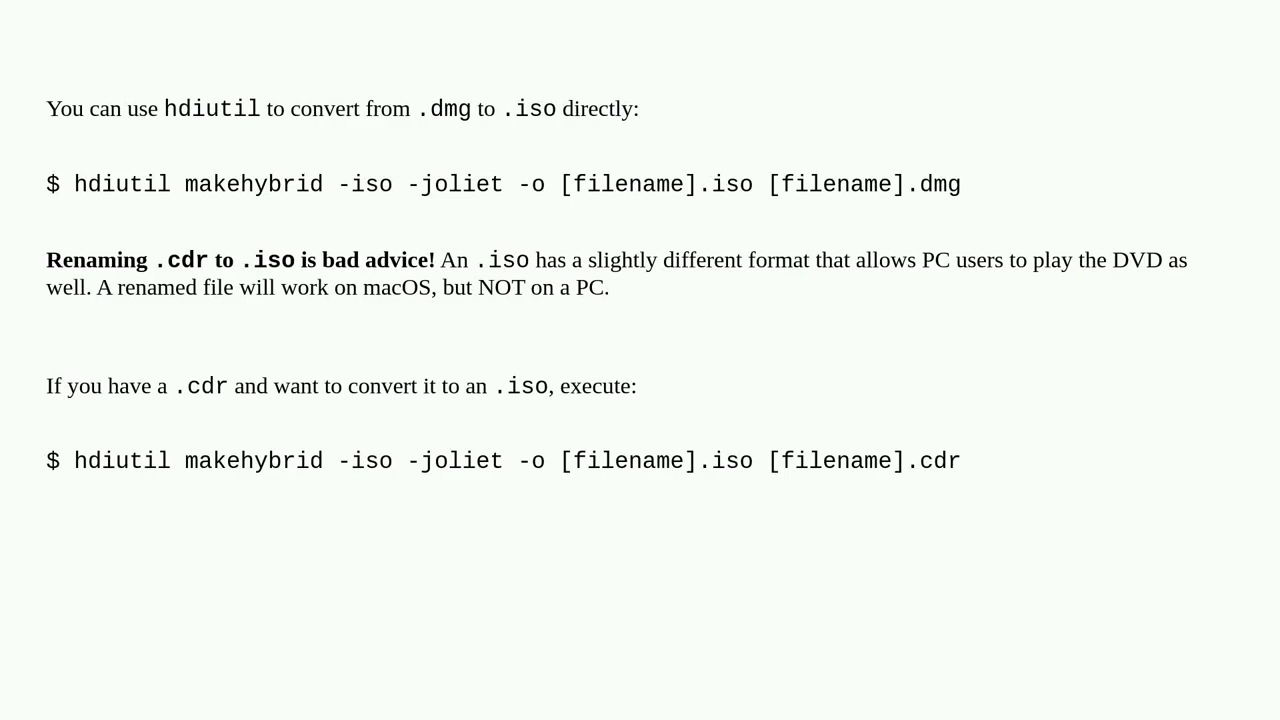 You can use hdiutil to convert from .dmg to .iso directly:
$ hdiutil makehybrid -iso -joliet -o [filename].iso [filename].dmg
Renaming .cdr to .iso is bad advice! An .iso has a slightly different format that allows PC users to play the DVD as
well. A renamed file will work on macOS, but NOT on a PC.
If you have a .cdr and want to convert it to an .iso, execute:
$ hdiutil makehybrid -iso -joliet -o [filename].iso [filename].cdr